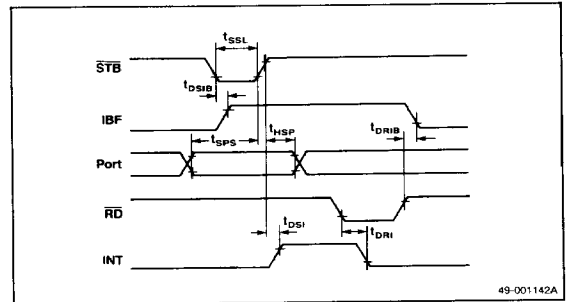 tSSL
STB
tDSIB
IBF
tDRIB
tSPS
tHSP
Port
RD
tDSI
tDRI
INT
49-001142A